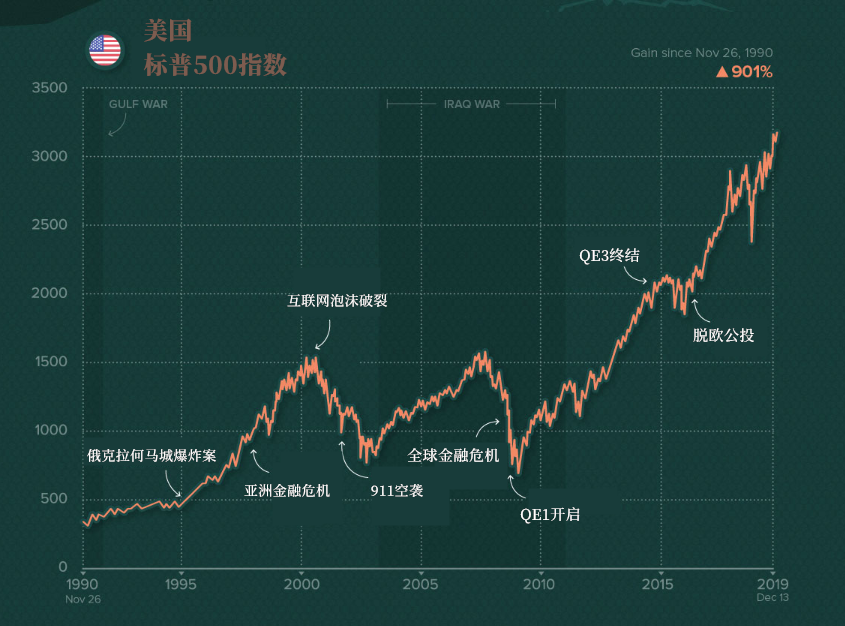 美国
标普500指数
Gain since Nov 26, 1990
▲901%
3500
GULF WAR
IRAQ WAR
3000
2500
QE3终结
2000
互联网泡沫破裂
脱欧公投
1500
1000
俄克拉何马城爆炸案
全球金融危机
亚洲金融危机
911空袭
500
QE1开启
0
1990
1995
2000
2005
2010
2015
2019
Nov 26
Dec 13